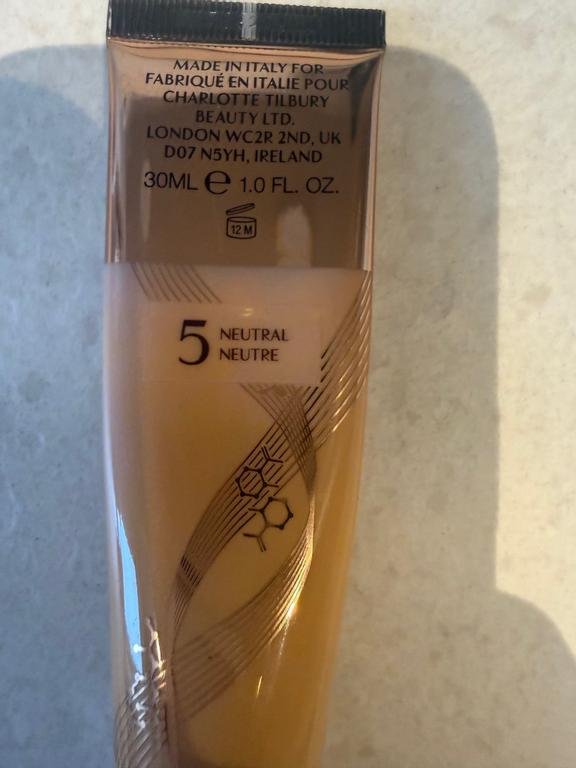 MADE IN ITALY FOR
FABRIQUÉ EN ITALIE POUR
CHARLOTTE TILBURY
BEAUTY LTD.
LONDON WC2R 2ND, UK
D07 N5YH, IRELAND
30ML ℮ 1.0 FL. OZ.
12 M
5 NEUTRAL
NEUTRE